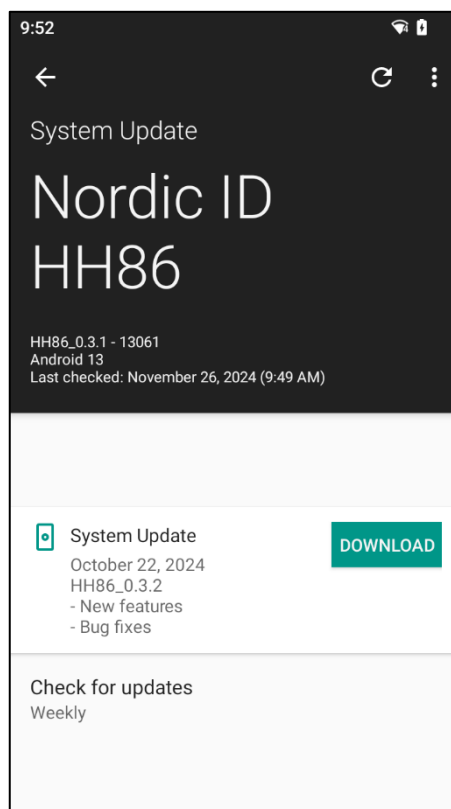 9:52
System Update
Nordic ID
HH86
HH86_0.3.1 - 13061
Android 13
Last checked: November 26, 2024 (9:49 AM)
System Update
DOWNLOAD
October 22, 2024
HH86_0.3.2
- New features
- Bug fixes
Check for updates
Weekly